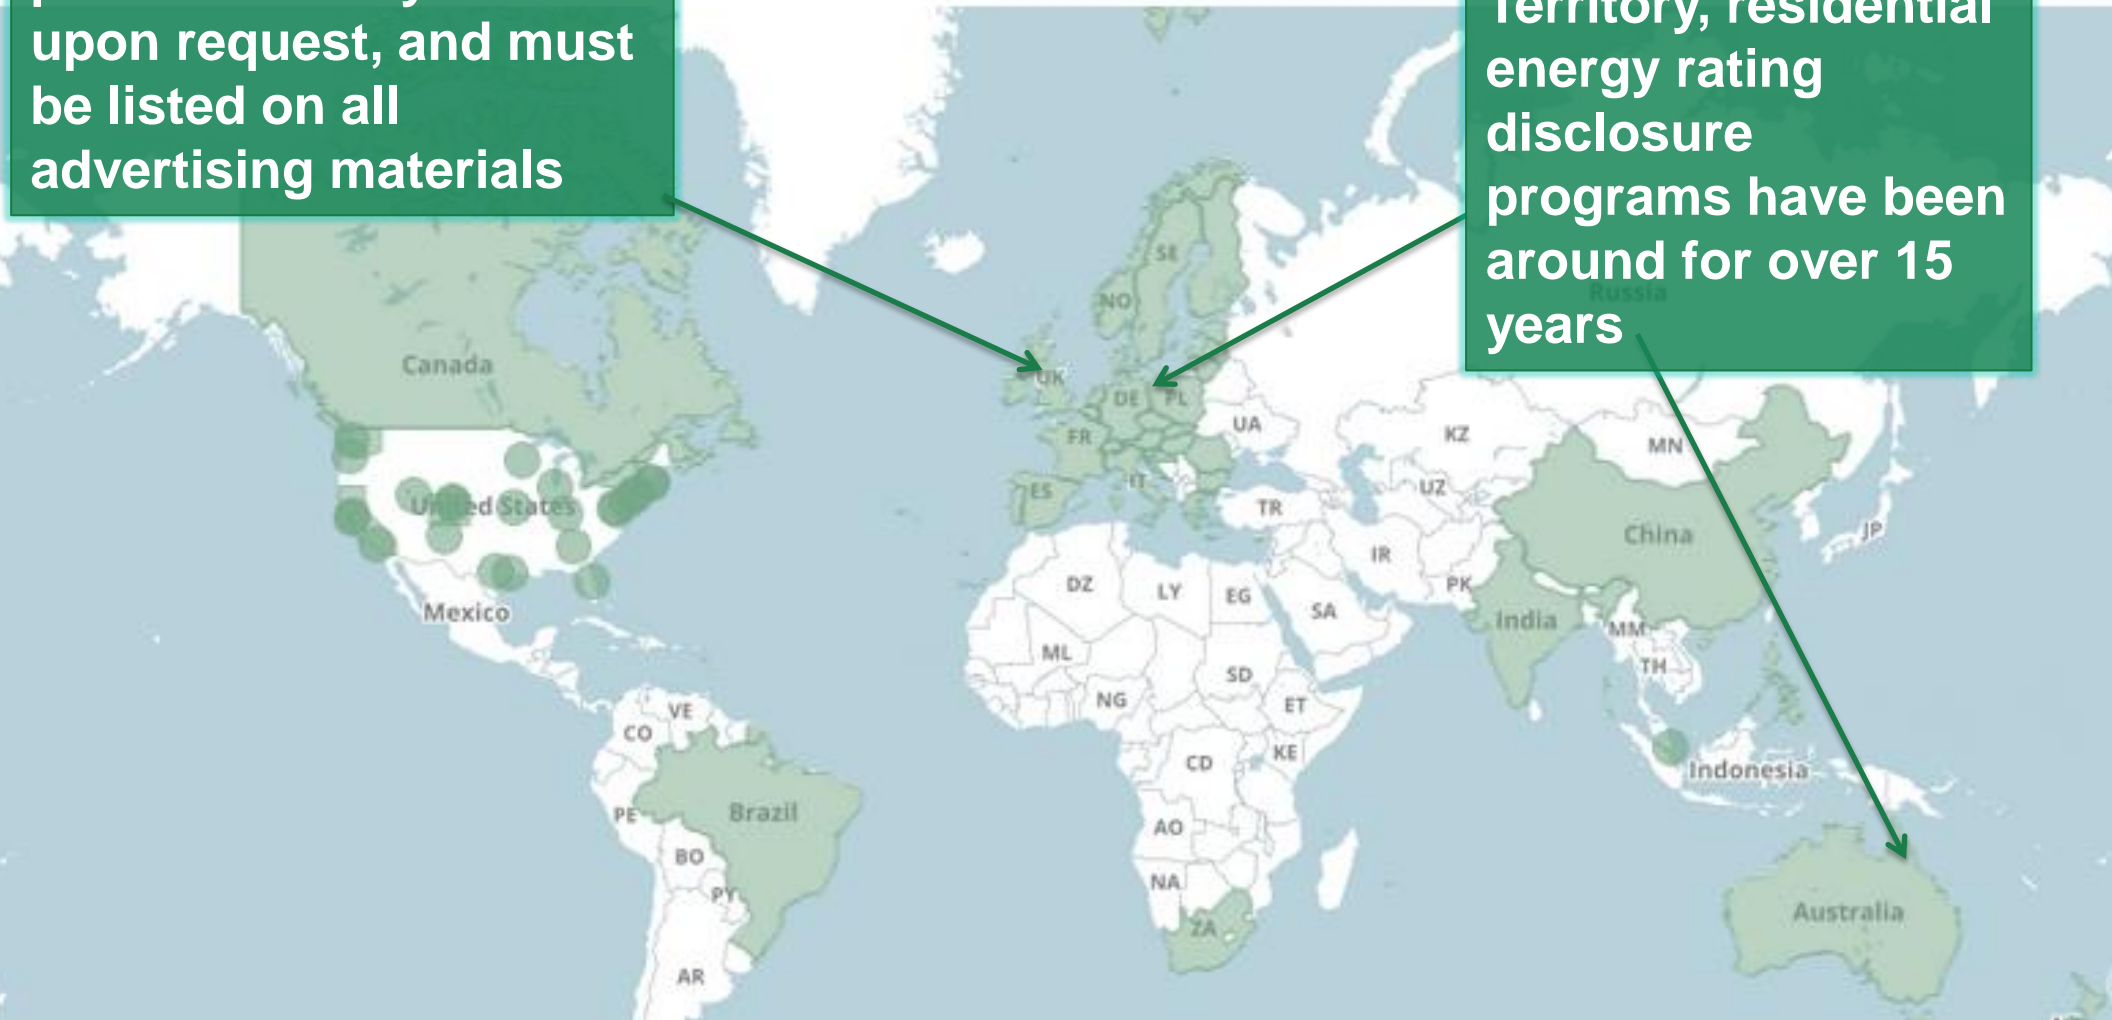 upon request, and must
be listed on all
advertising materials
Territory, residential
energy rating
disclosure
programs have been
around for over 15
years
Russia
SE
NO
Canada
UK
DE
PL
FR
UA
KZ
MN
ES
IT
UZ
United States
TR
China
JP
IR
DZ
LY
EG
PK
SA
Mexico
India
MM
ML
TH
SD
NG
ET
VE
CO
KE
CD
Indonesia
Brazil
PE
AO
BO
NA
PY
Australia
ZA
AR